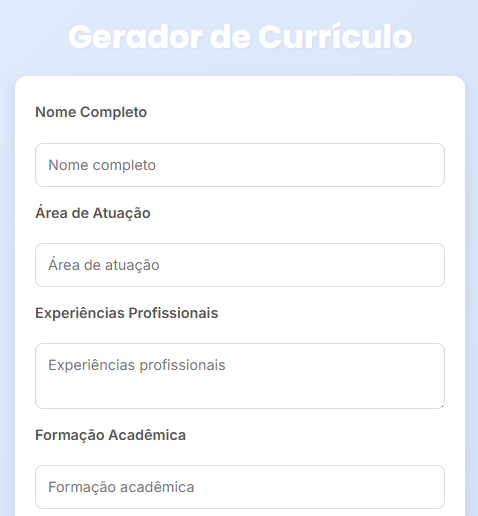 Gerador de Currículo
Nome Completo
Nome completo
Área de Atuação
Área de atuação
Experiências Profissionais
Experiências profissionais
Formação Acadêmica
Formação acadêmica